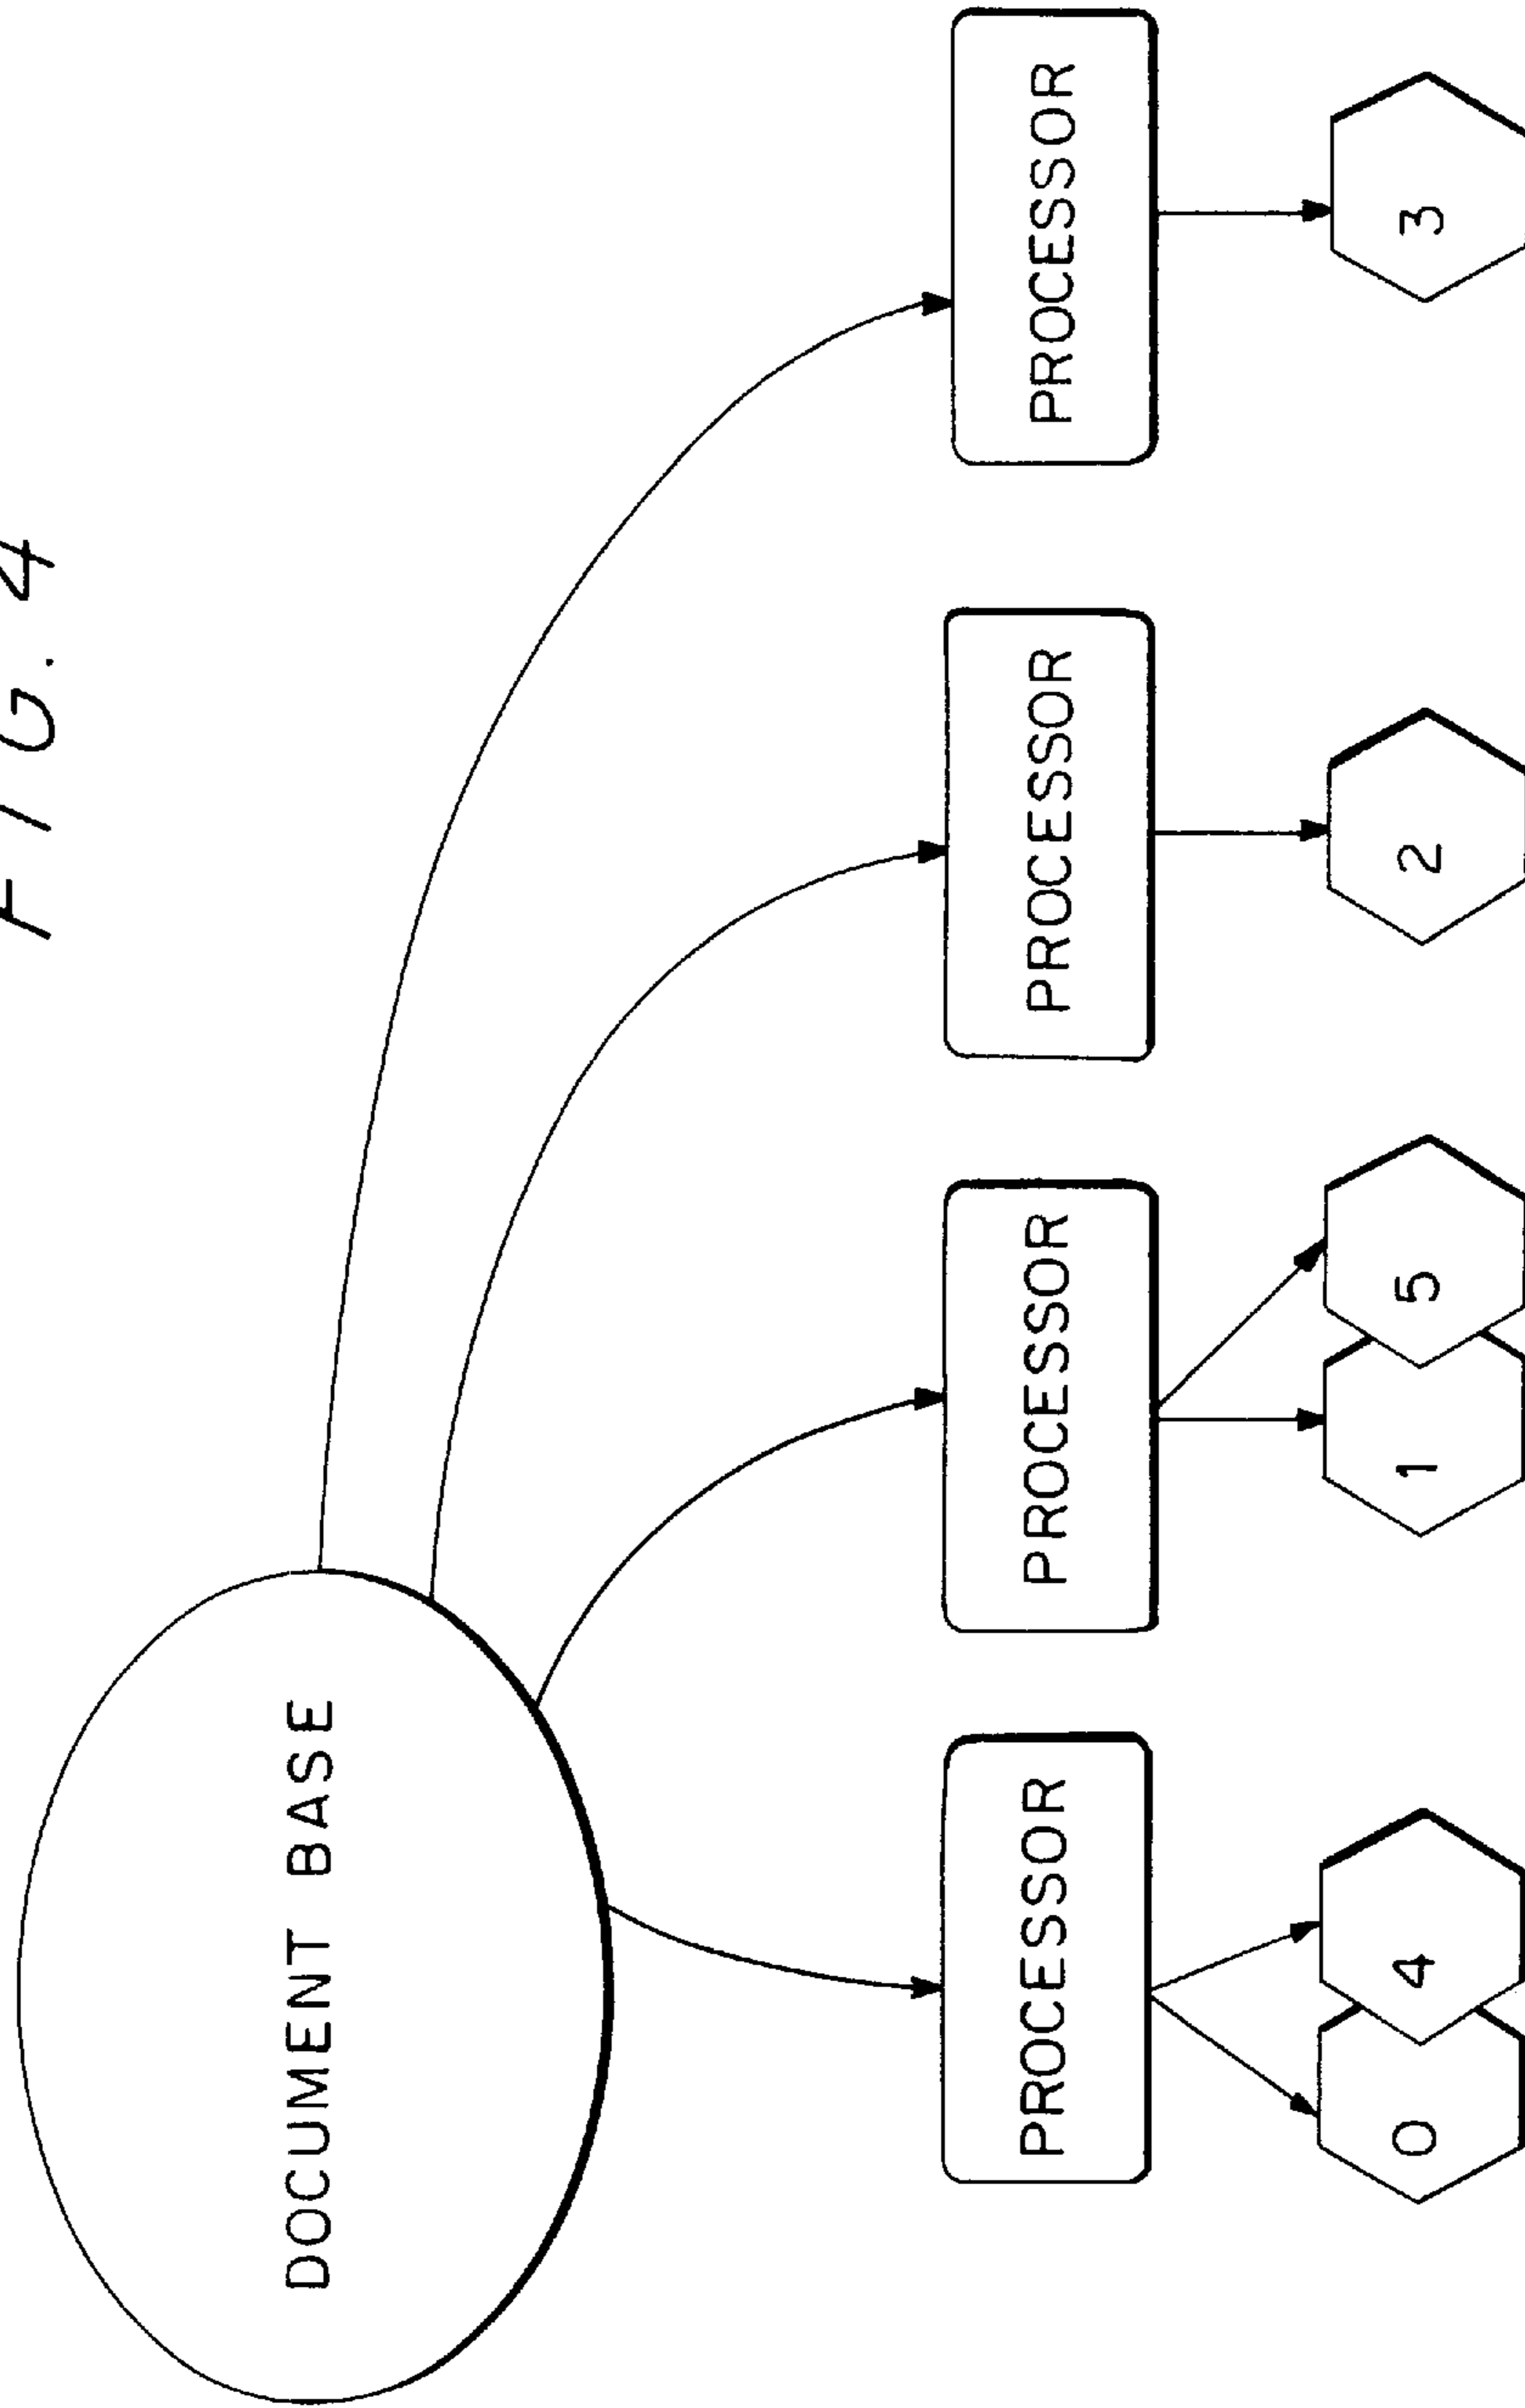 FIG. 4
DOCUMENT BASE
PROCESSOR PROCESSOR PROCESSOR PROCESSOR
0 4 1 5 2 3